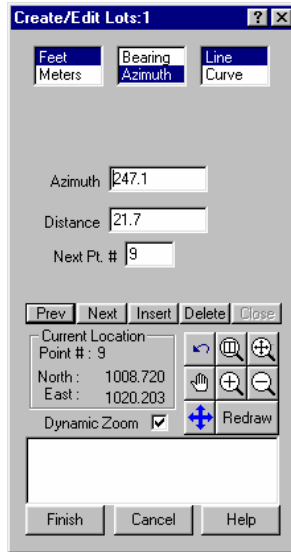 Create/Edit Lots:1 ? X
Feet Bearing Line
Meters Azimuth Curve
Azimuth 247.1
Distance 21.7
Next Pt. # 9
Prev Next Insert Delete Close
Current Location
Point # : 9
North : 1008.720
East : 1020.203
Dynamic Zoom
Redraw
Finish Cancel Help